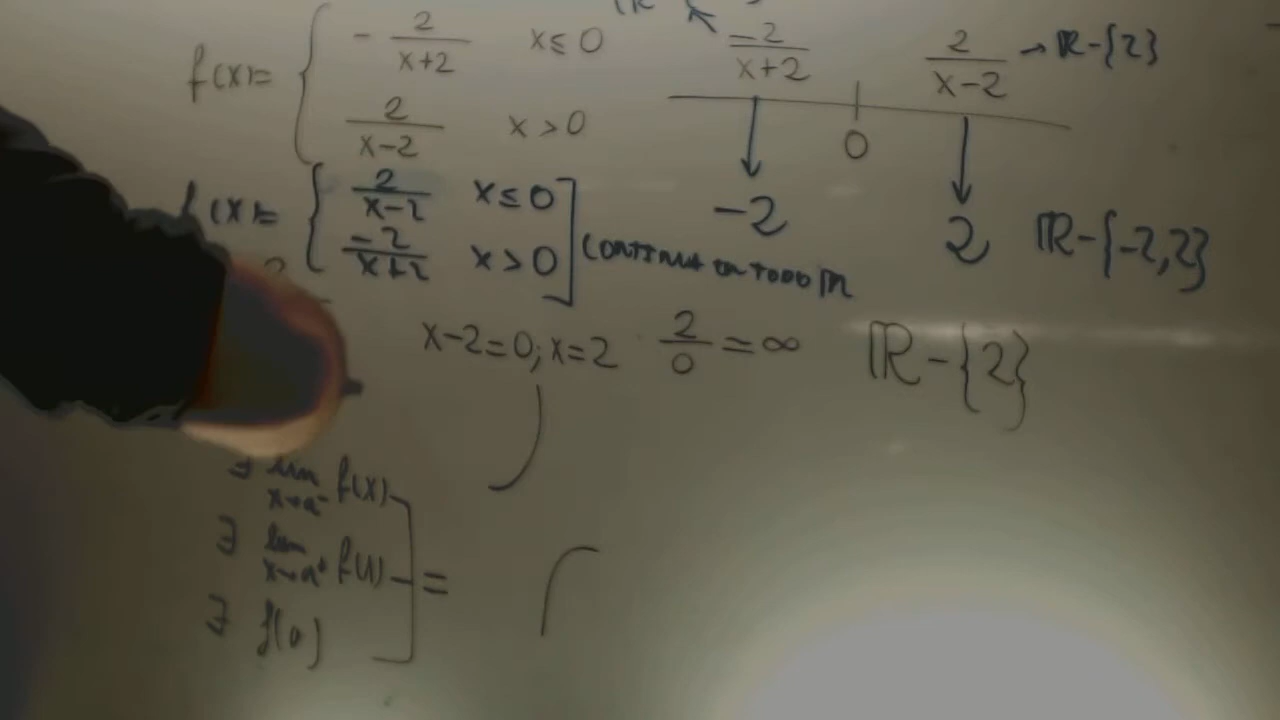 f(x)= { - 2/(x+2) x≤0
2/(x-2) x>0
-2/(x+2) 2/(x-2) → ℝ-{2}
0
-2 2 ℝ-{-2,2}
f(x)= { 2/(x-2) x≤0
-2/(x+2) x>0 ] CONTINUA EN TODO ℝ
x-2=0; x=2 2/0 = ∞ ℝ-{2}
∃ lim x→a⁻ f(x)
∃ lim x→a⁺ f(x) =
∃ f(a)